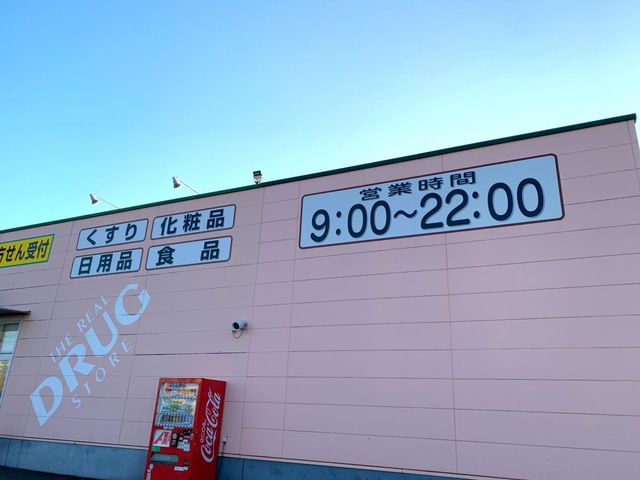 方せん受付
くすり
化粧品
日用品
食品
営業時間
9:00~22:00
THE REAL
DRUG
STORE
Coca-Cola